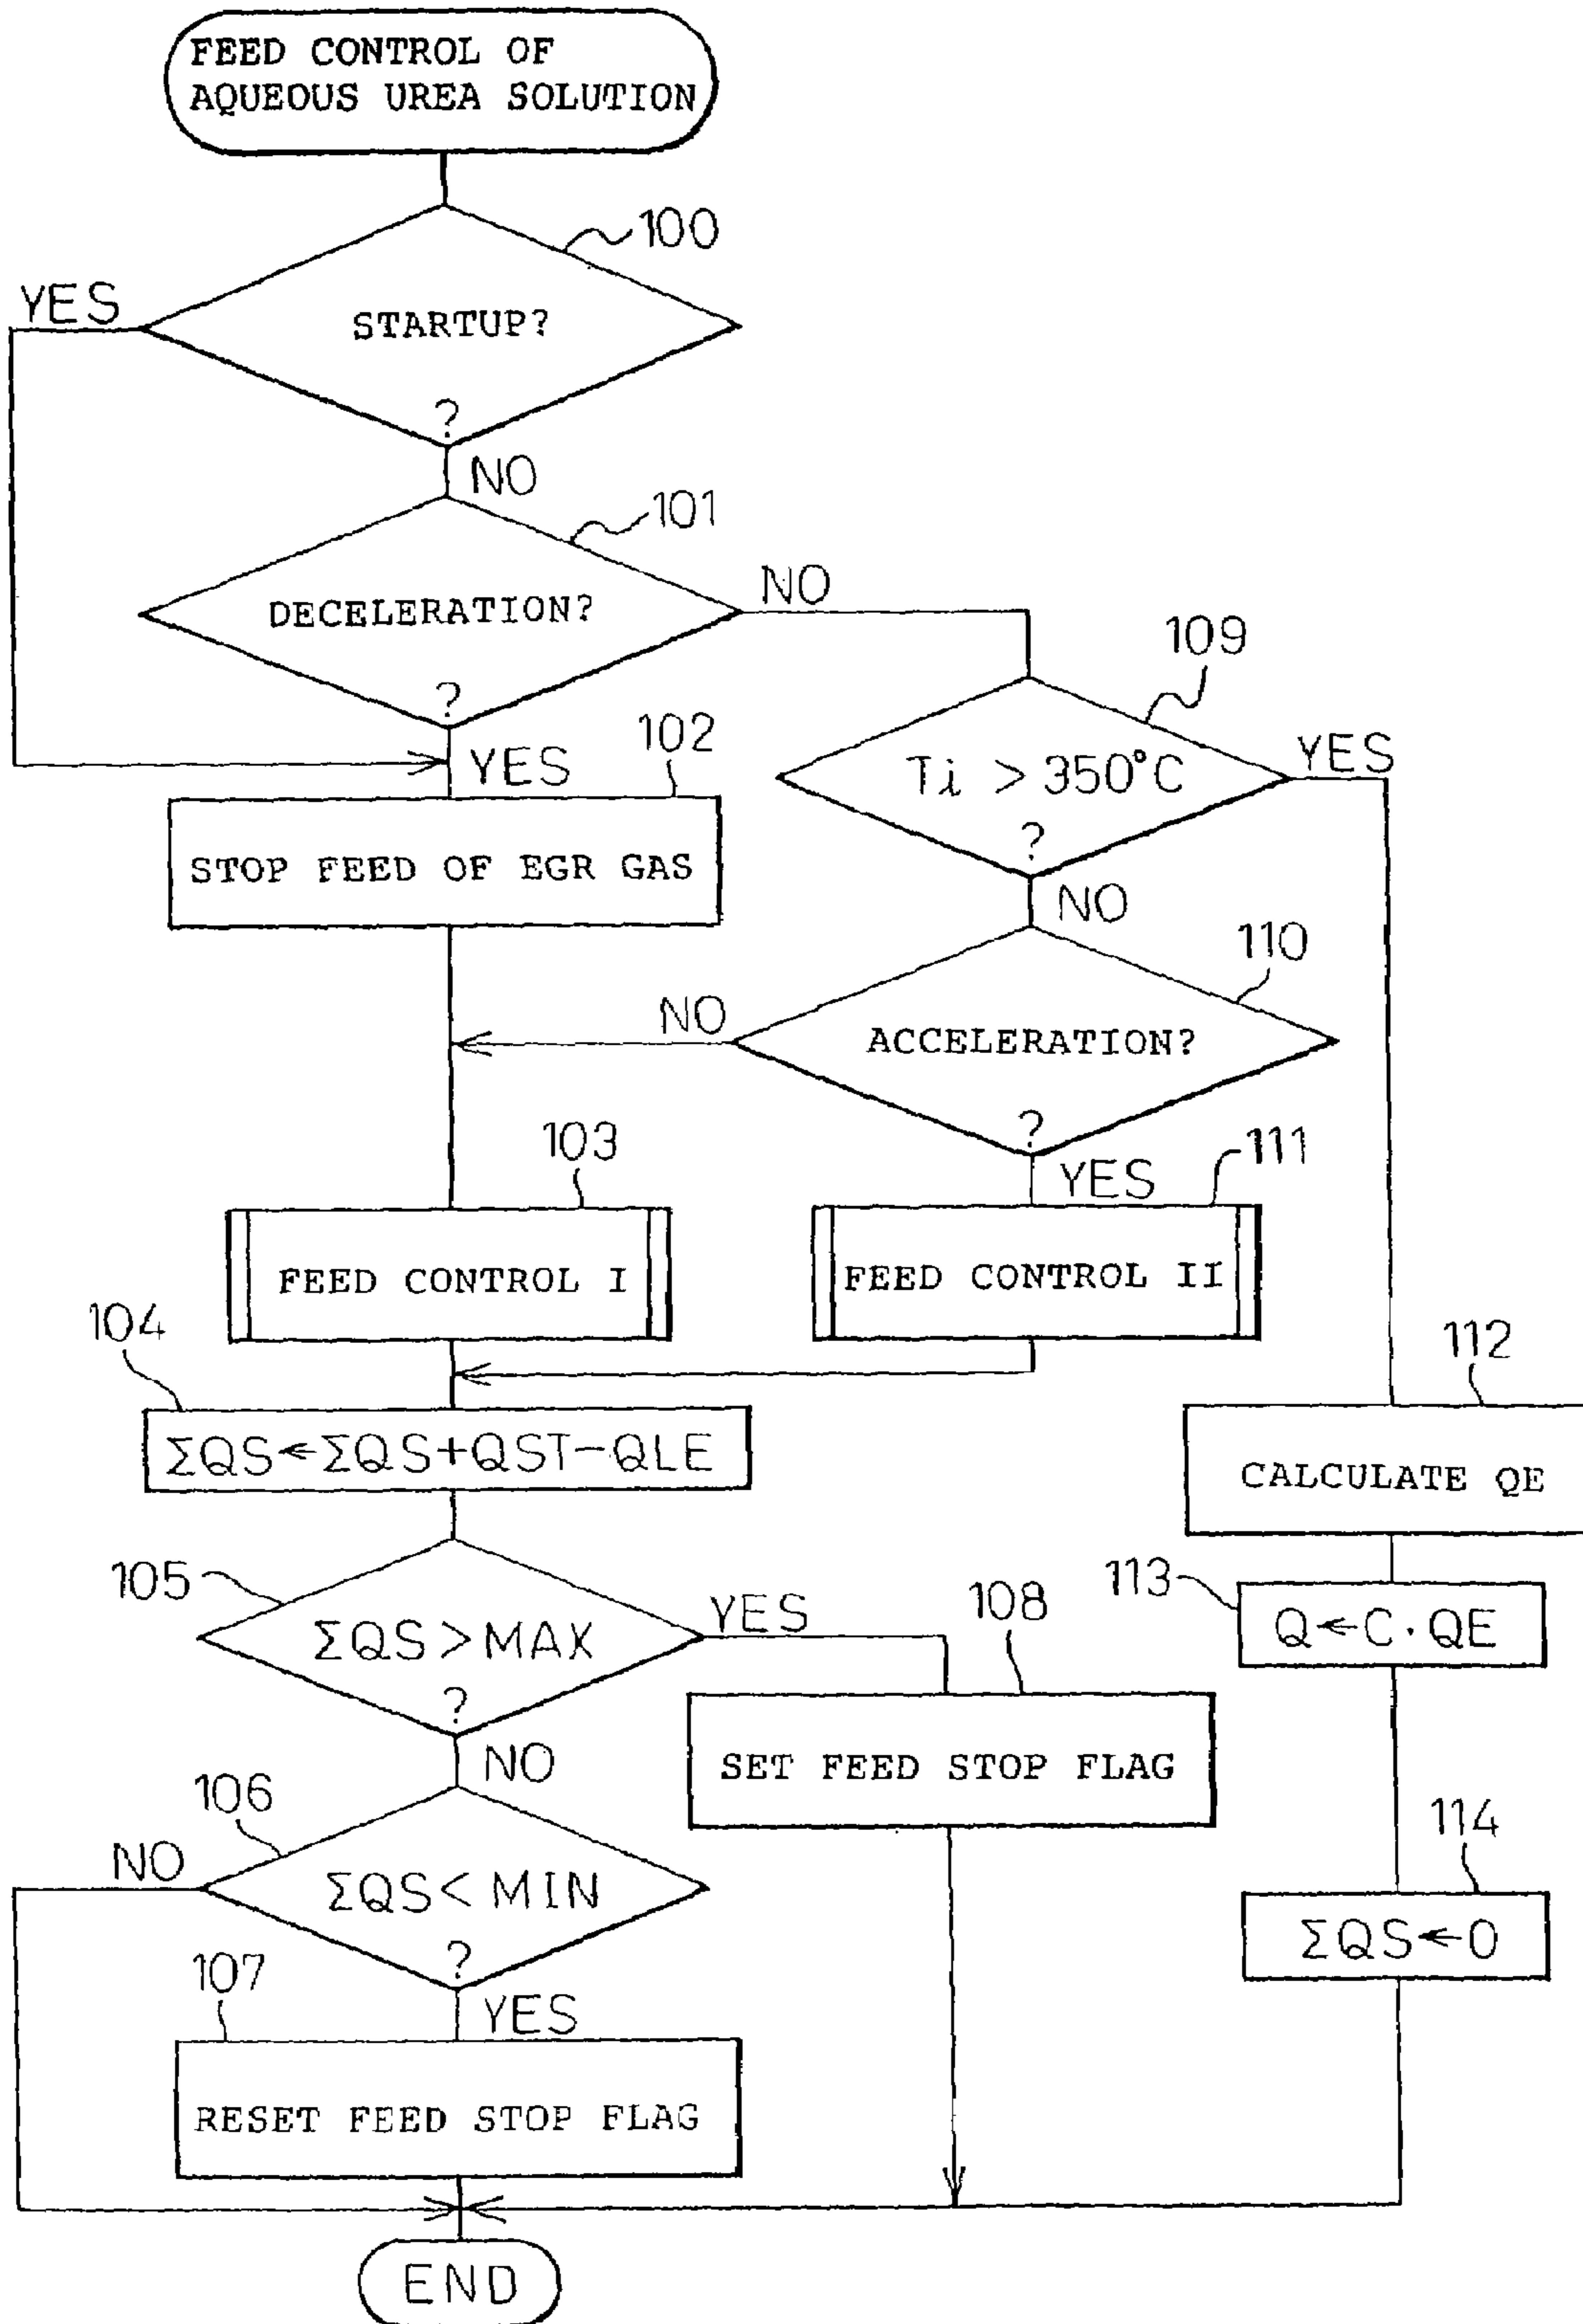 FEED CONTROL OF
AQUEOUS UREA SOLUTION
100
YES
STARTUP?
?
NO
101
NO
DECELERATION?
?
109
102
YES
YES
Ti > 350°C
?
STOP FEED OF EGR GAS
NO
110
NO
ACCELERATION?
?
103
111
YES
FEED CONTROL I
FEED CONTROL II
104
112
ΣQS←ΣQS+QST−QLE
CALCULATE QE
105
113
YES
108
ΣQS>MAX
Q←C·QE
?
NO
SET FEED STOP FLAG
106
114
NO
ΣQS<MIN
ΣQS←0
?
107
YES
RESET FEED STOP FLAG
END